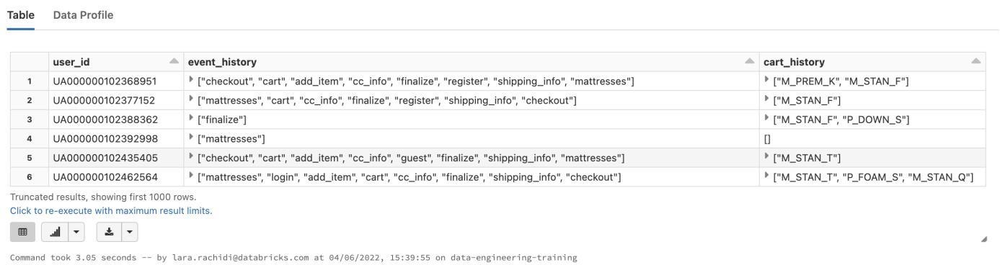 Table Data Profile
user_id event_history cart_history
1 UA000000102368951 ["checkout", "cart", "add_item", "cc_info", "finalize", "register", "shipping_info", "mattresses"] ["M_PREM_K", "M_STAN_F"]
2 UA000000102377152 ["mattresses", "cart", "cc_info", "finalize", "register", "shipping_info", "checkout"] ["M_STAN_F"]
3 UA000000102388362 ["finalize"] ["M_STAN_F", "P_DOWN_S"]
4 UA000000102392998 ["mattresses"] []
5 UA000000102435405 ["checkout", "cart", "add_item", "cc_info", "guest", "finalize", "shipping_info", "mattresses"] ["M_STAN_T"]
6 UA000000102462564 ["mattresses", "login", "add_item", "cart", "cc_info", "finalize", "shipping_info", "checkout"] ["M_STAN_T", "P_FOAM_S", "M_STAN_Q"]
Truncated results, showing first 1000 rows.
Click to re-execute with maximum result limits.
Command took 3.05 seconds -- by lara.rachidi@databricks.com at 04/06/2022, 15:39:55 on data-engineering-training